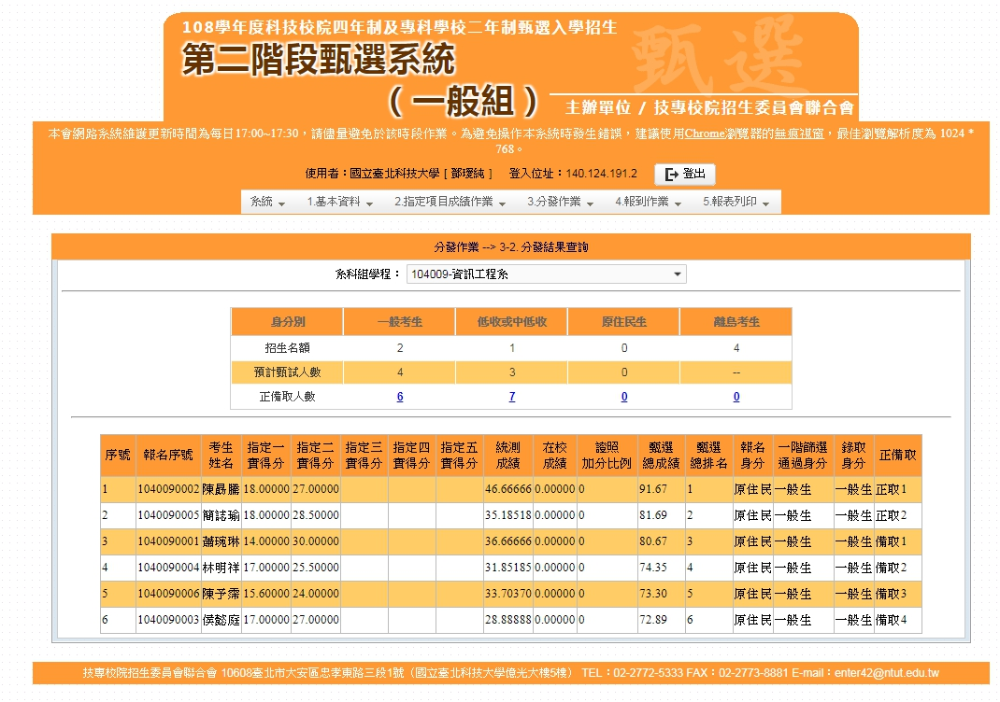 108學年度科技校院四年制及專科學校二年制甄選入學招生
甄選
第二階段甄選系統
（一般組）
主辦單位 / 技專校院招生委員會聯合會
本會網路系統維護更新時間為每日17:00~17:30，請儘量避免於該時段作業。為避免操作本系統時發生錯誤，建議使用Chrome瀏覽器的無痕視窗，最佳瀏覽解析度為 1024 *
768。
使用者：國立臺北科技大學 [ 鄧璎純 ] 登入位址：140.124.191.2 登出
系統 1.基本資料 2.指定項目成績作業 3.分發作業 4.報到作業 5.報表列印
分發作業 --> 3-2. 分發結果查詢
系科組學程： 104009-資訊工程系
身分別 一般考生 低收或中低收 原住民生 離島考生
招生名額 2 1 0 4
預計甄試人數 4 3 0 --
正備取人數 6 7 0 0
序號 報名序號 考生姓名 指定一實得分 指定二實得分 指定三實得分 指定四實得分 指定五實得分 統測成績 在校成績 證照加分比例 甄選總成績 甄選總排名 報名身分 一階篩選通過身分 錄取身分 正備取
1 1040090002 陳勗騰 18.00000 27.00000 46.66666 0.00000 0 91.67 1 原住民 一般生 一般生 正取1
2 1040090005 簡誌瑜 18.00000 28.50000 35.18518 0.00000 0 81.69 2 原住民 一般生 一般生 正取2
3 1040090001 蕭琬琳 14.00000 30.00000 36.66666 0.00000 0 80.67 3 原住民 一般生 一般生 備取1
4 1040090004 林明祥 17.00000 25.50000 31.85185 0.00000 0 74.35 4 原住民 一般生 一般生 備取2
5 1040090006 陳予霈 15.60000 24.00000 33.70370 0.00000 0 73.30 5 原住民 一般生 一般生 備取3
6 1040090003 侯懿庭 17.00000 27.00000 28.88888 0.00000 0 72.89 6 原住民 一般生 一般生 備取4
技專校院招生委員會聯合會 10608臺北市大安區忠孝東路三段1號（國立臺北科技大學億光大樓5樓） TEL：02-2772-5333 FAX：02-2773-8881 E-mail：enter42@ntut.edu.tw